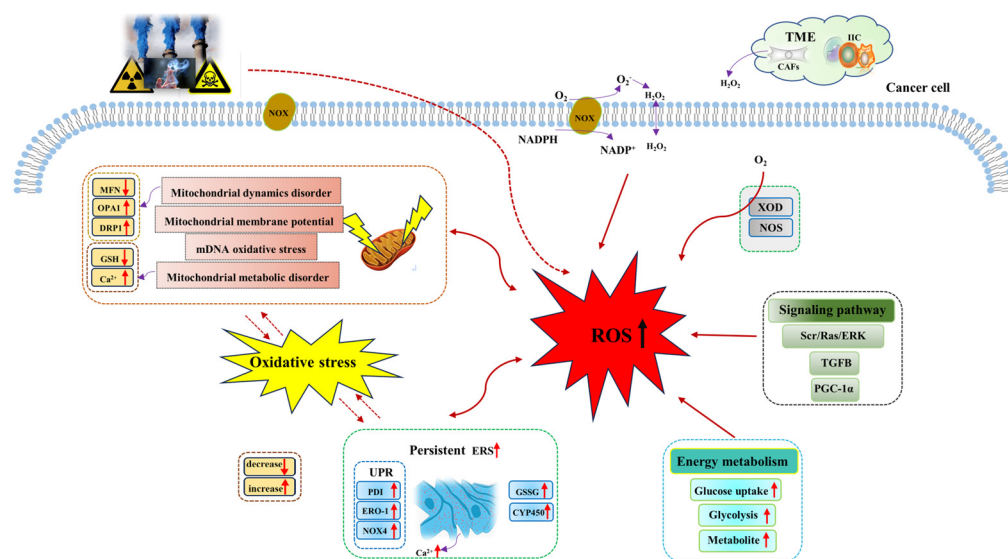 TME
IIC
CAFs
H₂O₂
Cancer cell
O₂⁻
O₂
H₂O₂
NOX
NOX
NADPH
NADP⁺
H₂O₂
O₂
MFN
OPA1
DRP1
GSH
Ca²⁺
Mitochondrial dynamics disorder
Mitochondrial membrane potential
mDNA oxidative stress
Mitochondrial metabolic disorder
XOD
NOS
ROS
Oxidative stress
Signaling pathway
Scr/Ras/ERK
TGFB
PGC-1α
Persistent ERS
UPR
PDI
ERO-1
NOX4
GSSG
CYP450
Ca²⁺
decrease
increase
Energy metabolism
Glucose uptake
Glycolysis
Metabolite